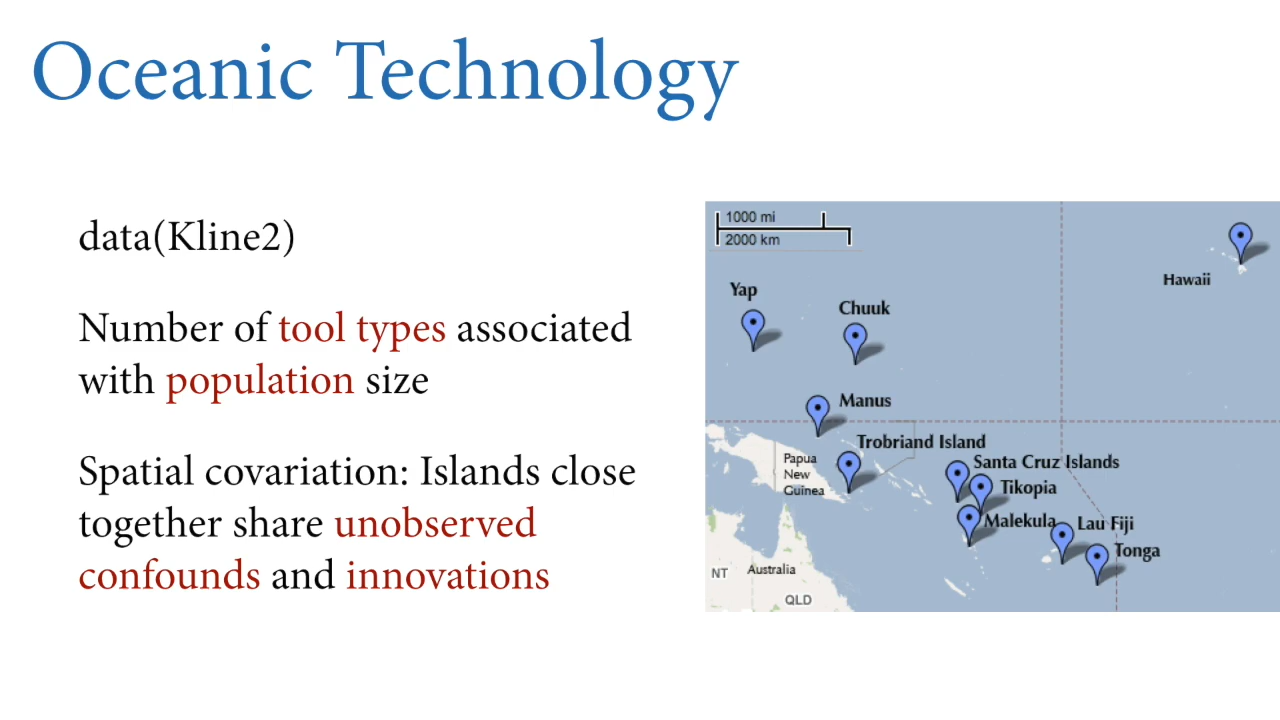 Oceanic Technology
data(Kline2)
Number of tool types associated
with population size
Spatial covariation: Islands close
together share unobserved
confounds and innovations
1000 mi
2000 km
Hawaii
Yap
Chuuk
Manus
Trobriand Island
Papua
New
Guinea
Santa Cruz Islands
Tikopia
Malekula
Lau Fiji
Tonga
NT
Australia
QLD